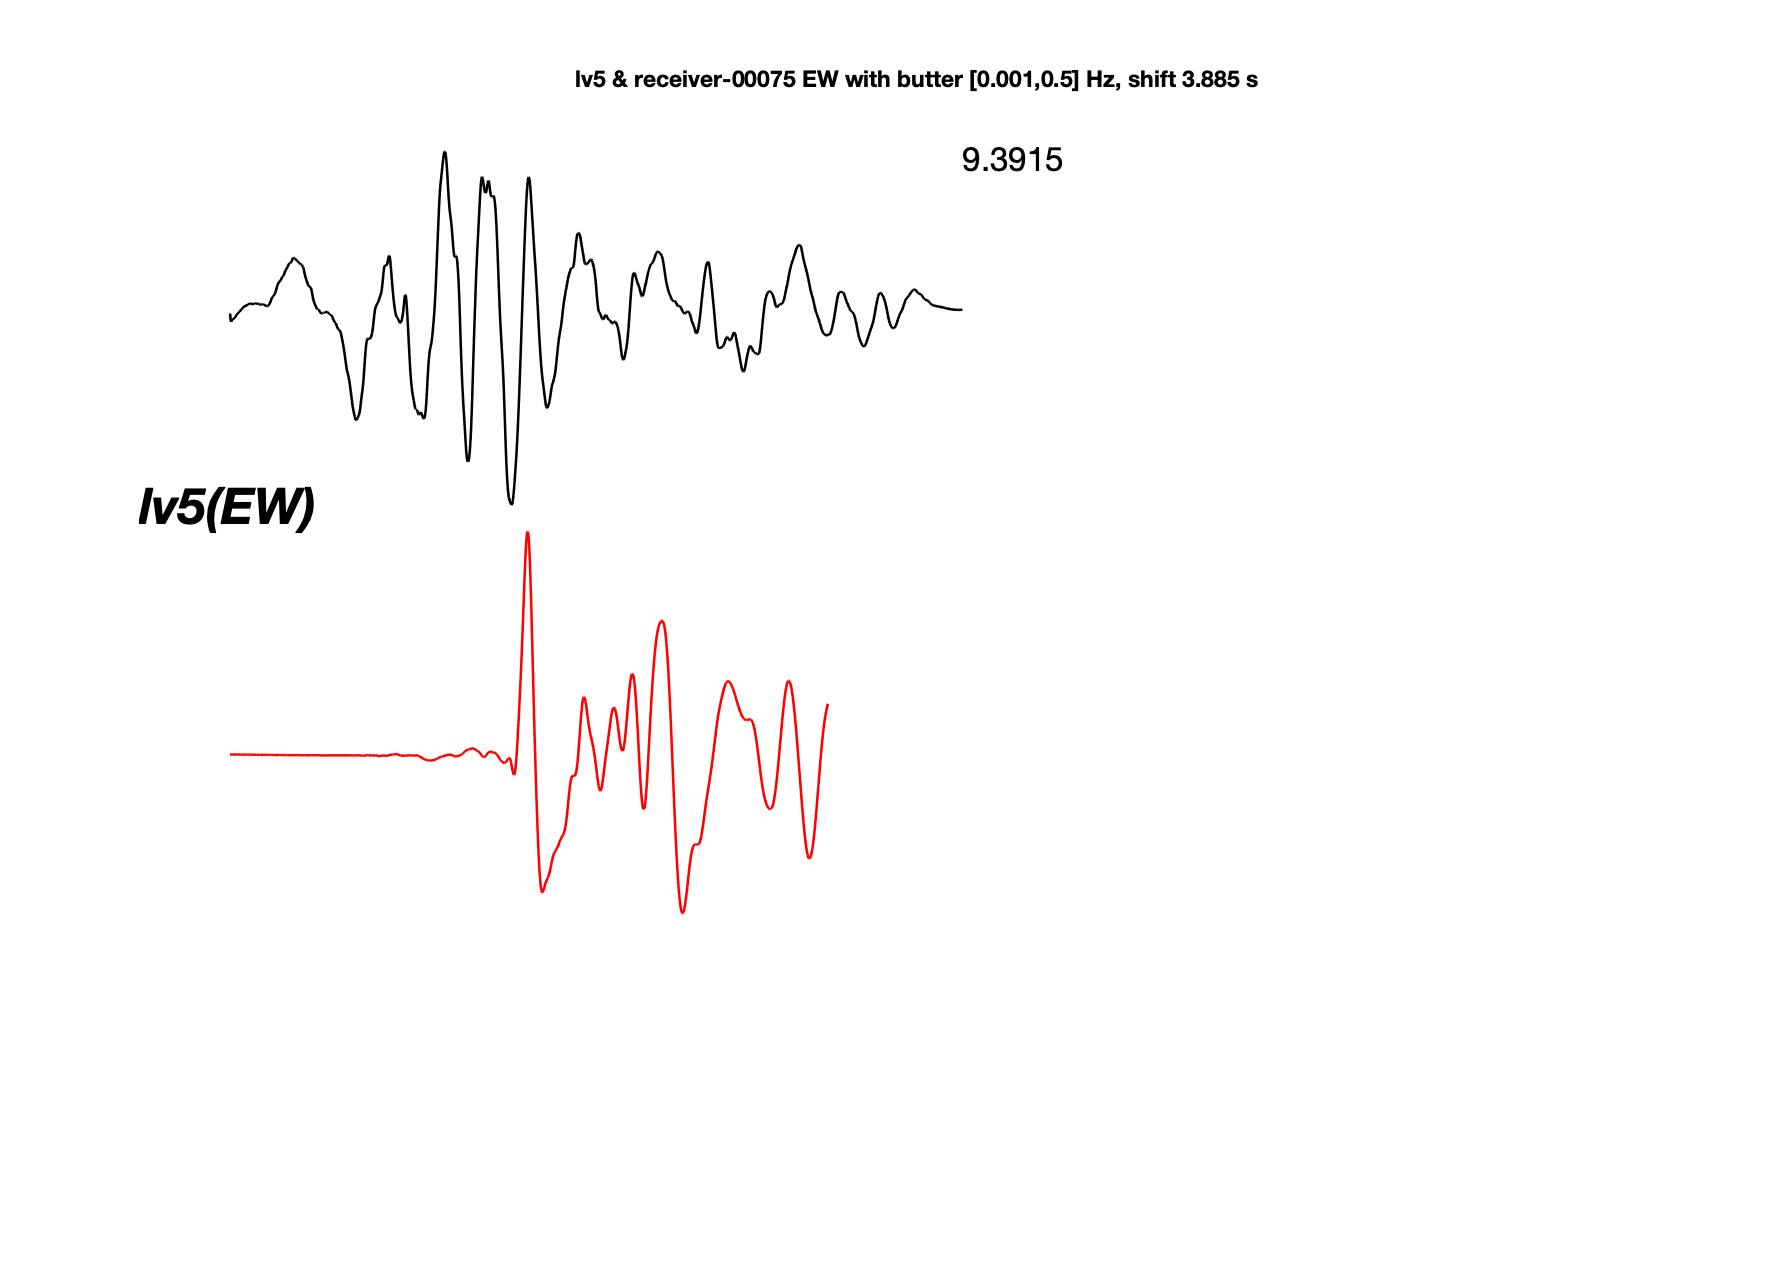 lv5 & receiver-00075 EW with butter [0.001,0.5] Hz, shift 3.885 s
9.3915
lv5(EW)